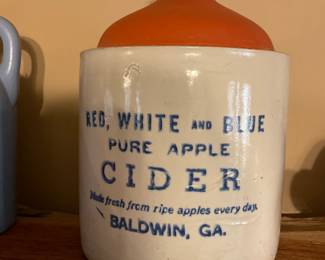 RED, WHITE AND BLUE
PURE APPLE
CIDER
Made fresh from ripe apples every day.
BALDWIN, GA.